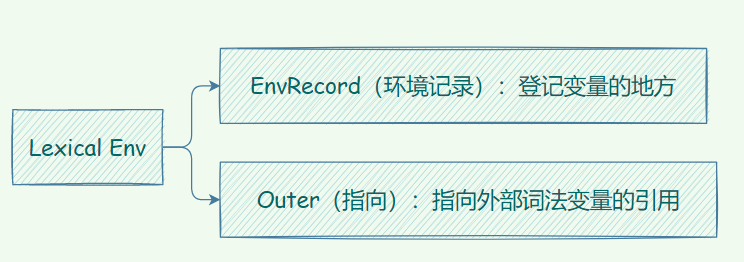 EnvRecord（环境记录）：登记变量的地方
Lexical Env
Outer（指向）：指向外部词法变量的引用